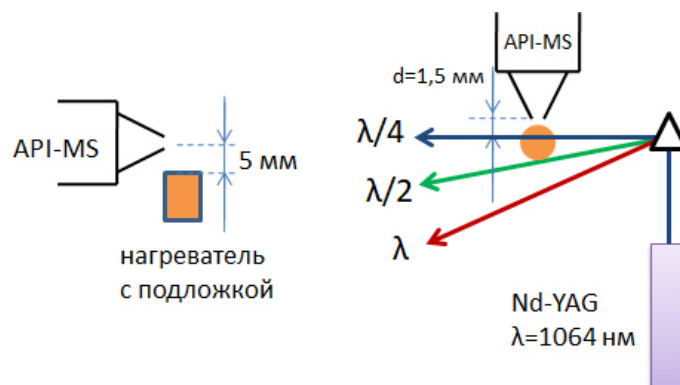 API-MS
5 мм
нагреватель
с подложкой
API-MS
d=1,5 мм
λ/4
λ/2
λ
Nd-YAG
λ=1064 нм